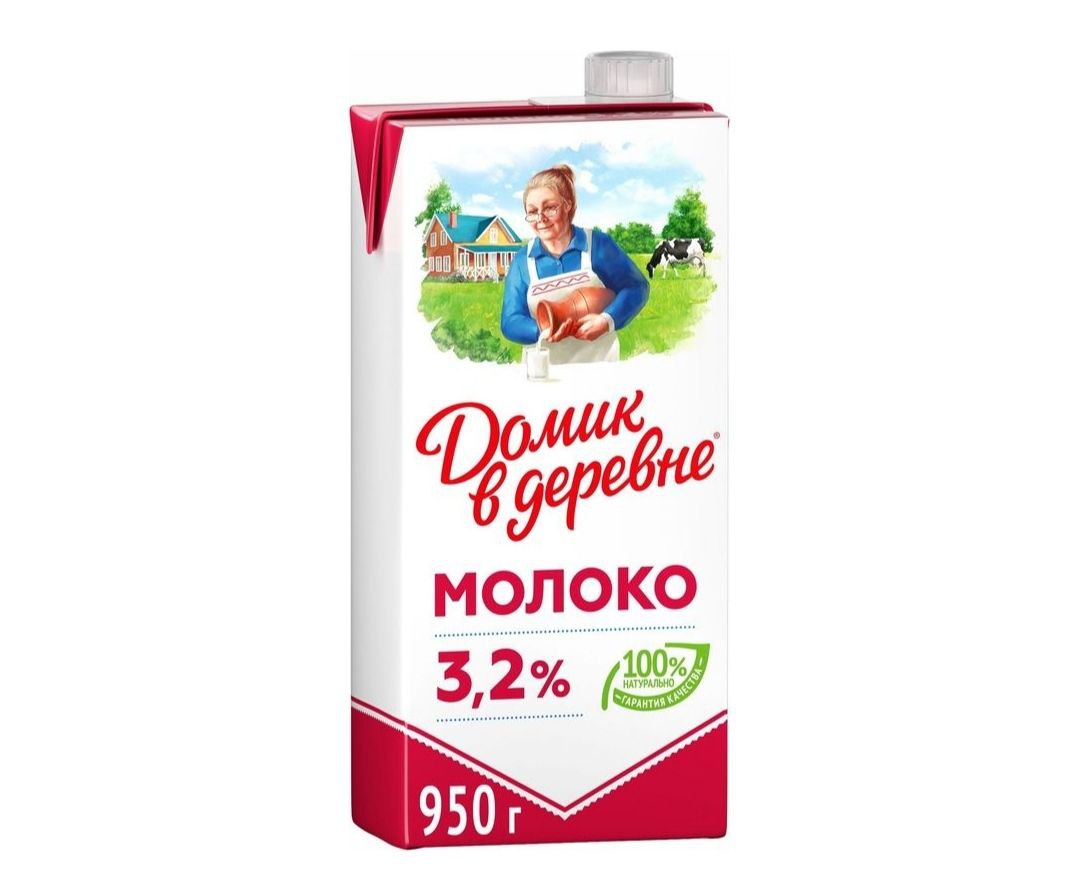 Домик
в деревне®
МОЛОКО
3,2%
100%
НАТУРАЛЬНО
ГАРАНТИЯ КАЧЕСТВА
950 г